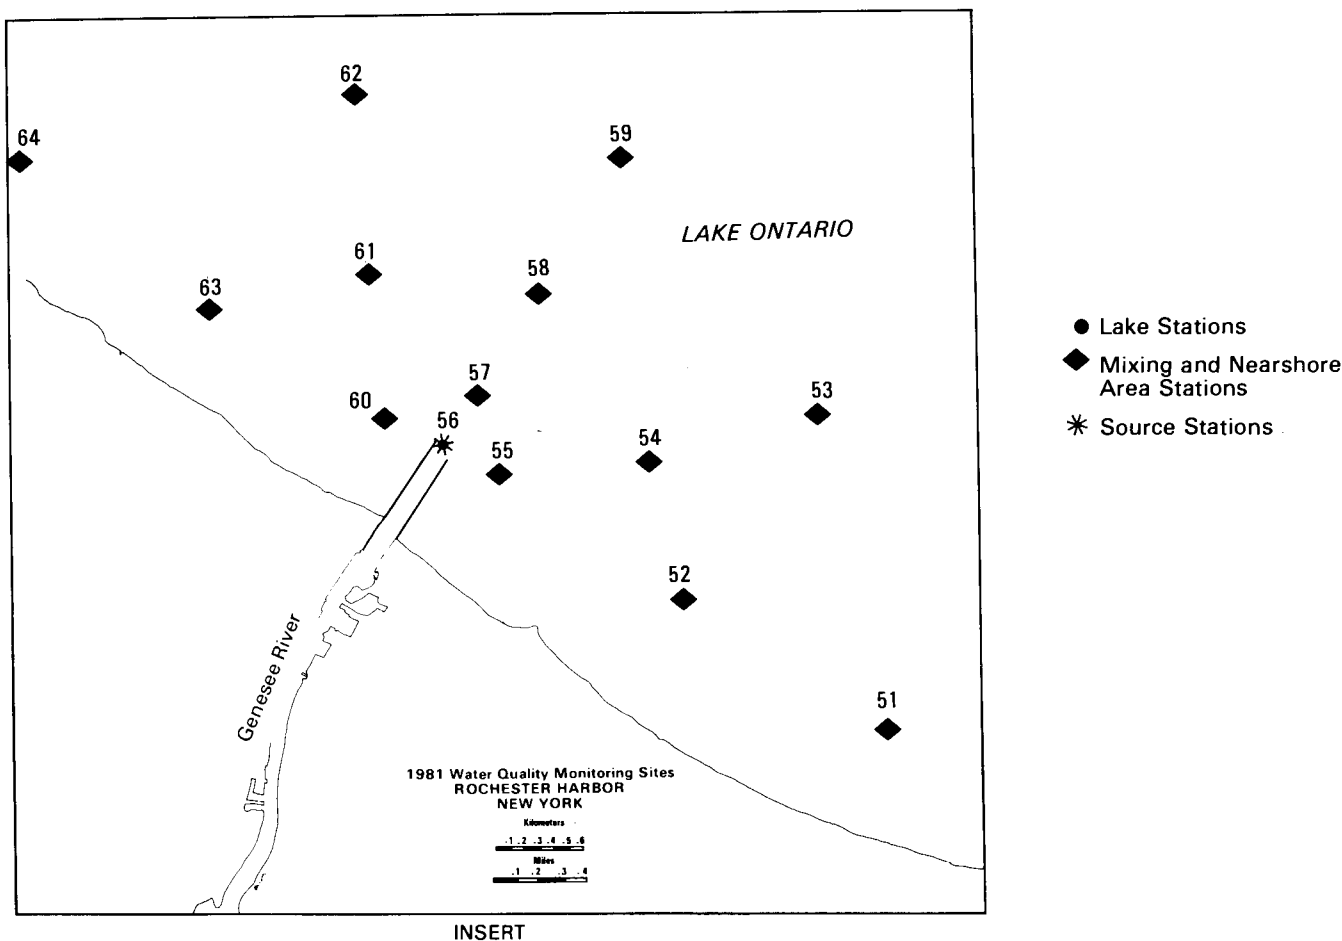 62
64
59
LAKE ONTARIO
61
58
63
57
60
56
53
54
55
52
51
Genesee River
1981 Water Quality Monitoring Sites
ROCHESTER HARBOR
NEW YORK
Kilometers
.1 .2 .3 .4 .5 .6
Miles
.1 .2 .3 .4
INSERT
Lake Stations
Mixing and Nearshore
Area Stations
Source Stations